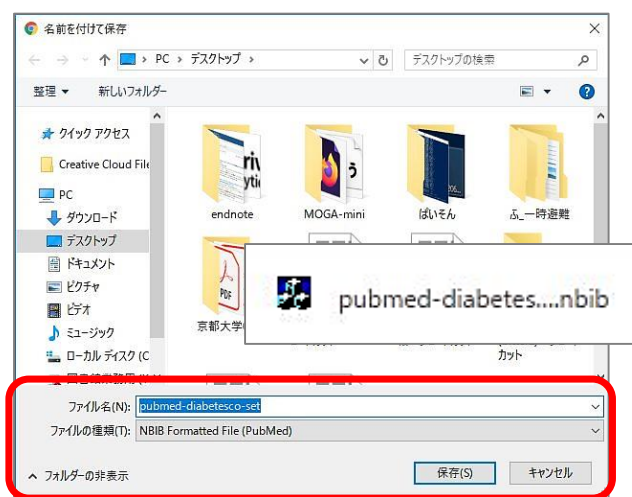 名前を付けて保存
PC > デスクトップ >
デスクトップの検索
整理 新しいフォルダー
クイック アクセス
Creative Cloud File
PC
ダウンロード
デスクトップ
ドキュメント
ピクチャ
ビデオ
ミュージック
ローカル ディスク (C
endnote
MOGA-mini
ぱいそん
ふ_一時避難
PDF
京都大学
カット
pubmed-diabetes....nbib
ファイル名(N): pubmed-diabetesco-set
ファイルの種類(T): NBIB Formatted File (PubMed)
フォルダーの非表示
保存(S)
キャンセル